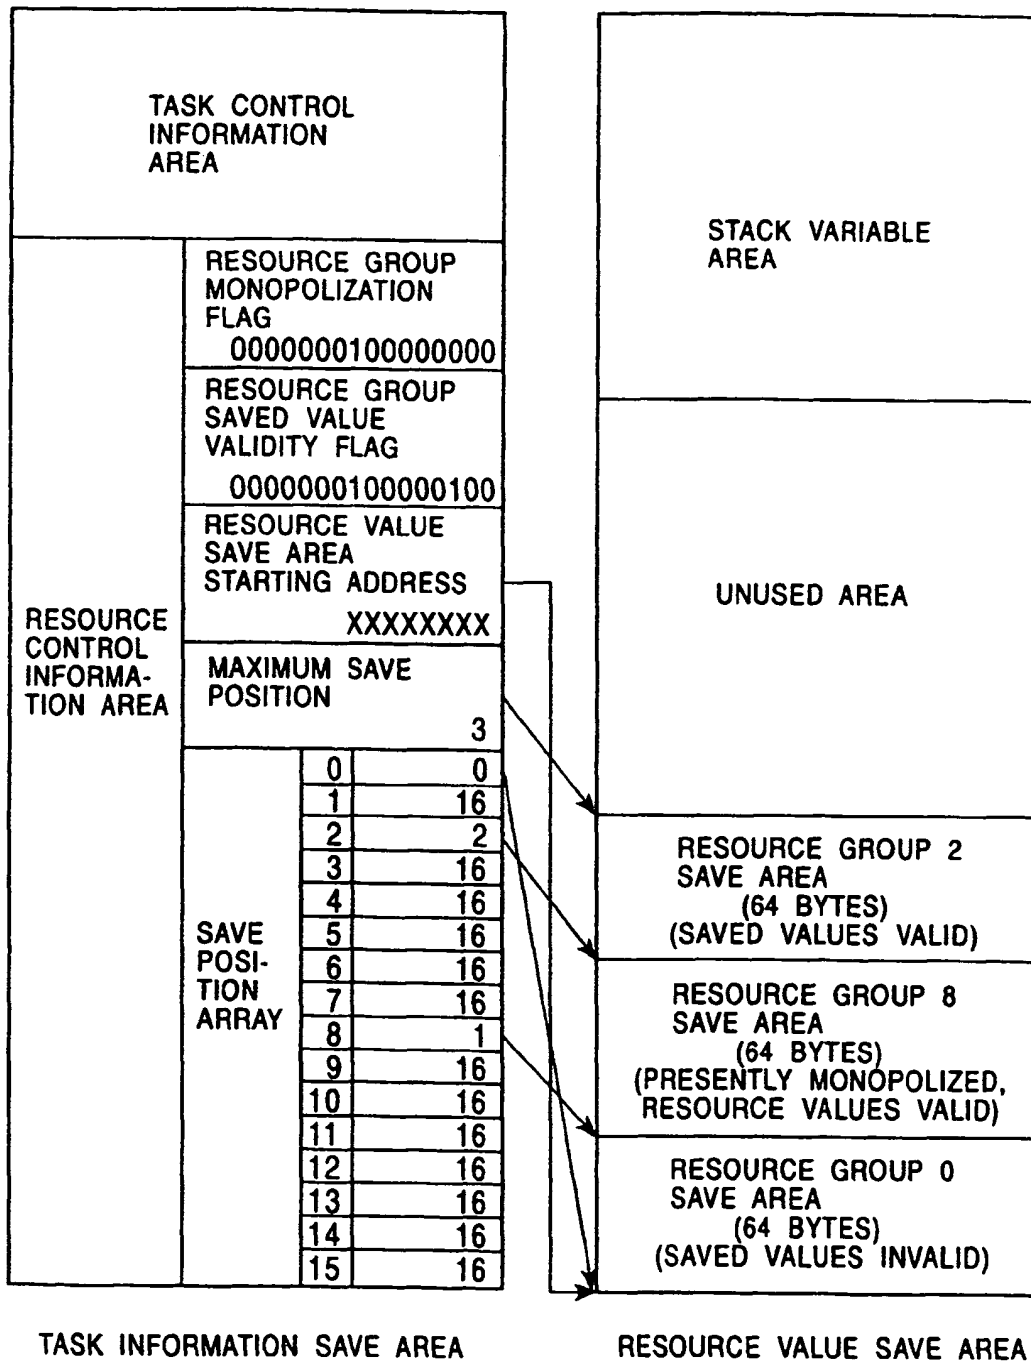 TASK CONTROL
INFORMATION
AREA
RESOURCE
CONTROL
INFORMA-
TION AREA
RESOURCE GROUP
MONOPOLIZATION
FLAG
0000000100000000
RESOURCE GROUP
SAVED VALUE
VALIDITY FLAG
0000000100000100
RESOURCE VALUE
SAVE AREA
STARTING ADDRESS
XXXXXXXX
MAXIMUM SAVE
POSITION
3
SAVE
POSI-
TION
ARRAY
0 0
1 16
2 2
3 16
4 16
5 16
6 16
7 16
8 1
9 16
10 16
11 16
12 16
13 16
14 16
15 16
TASK INFORMATION SAVE AREA
STACK VARIABLE
AREA
UNUSED AREA
RESOURCE GROUP 2
SAVE AREA
(64 BYTES)
(SAVED VALUES VALID)
RESOURCE GROUP 8
SAVE AREA
(64 BYTES)
(PRESENTLY MONOPOLIZED,
RESOURCE VALUES VALID)
RESOURCE GROUP 0
SAVE AREA
(64 BYTES)
(SAVED VALUES INVALID)
RESOURCE VALUE SAVE AREA